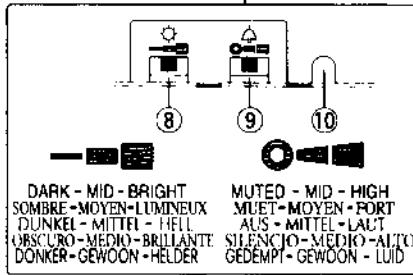 8 9 10
DARK - MID - BRIGHT
SOMBRE - MOYEN - LUMINEUX
DUNKEL - MITTEL - HELL
OBSCURO - MEDIO - BRILLANTE
DONKER - GEWOON - HELDER
MUTED - MID - HIGH
MUET - MOYEN - FORT
AUS - MITTEL - LAUT
SILENCIO - MEDIO - ALTO
GEDEMPT - GEWOON - LUID